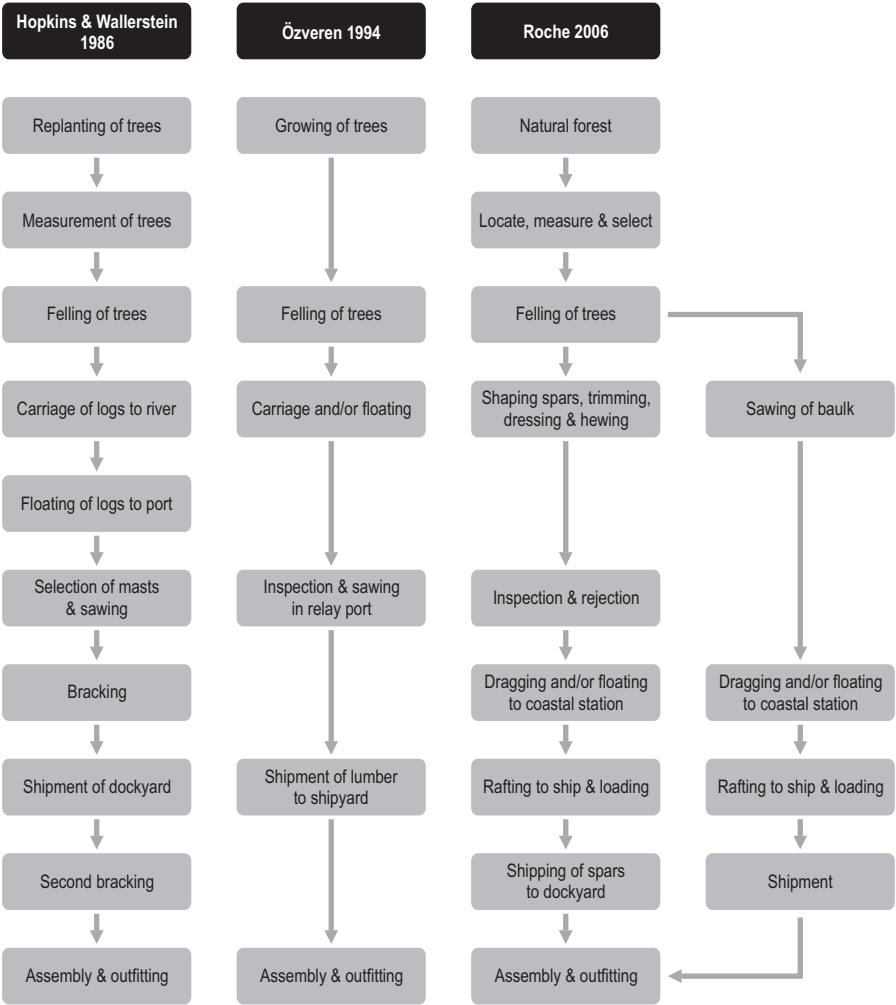 Hopkins & Wallerstein
1986
Replanting of trees
Measurement of trees
Felling of trees
Carriage of logs to river
Floating of logs to port
Selection of masts
& sawing
Bracking
Shipment of dockyard
Second bracking
Assembly & outfitting
Özveren 1994
Growing of trees
Felling of trees
Carriage and/or floating
Inspection & sawing
in relay port
Shipment of lumber
to shipyard
Assembly & outfitting
Roche 2006
Natural forest
Locate, measure & select
Felling of trees
Shaping spars, trimming,
dressing & hewing
Inspection & rejection
Dragging and/or floating
to coastal station
Rafting to ship & loading
Shipping of spars
to dockyard
Assembly & outfitting
Sawing of baulk
Dragging and/or floating
to coastal station
Rafting to ship & loading
Shipment